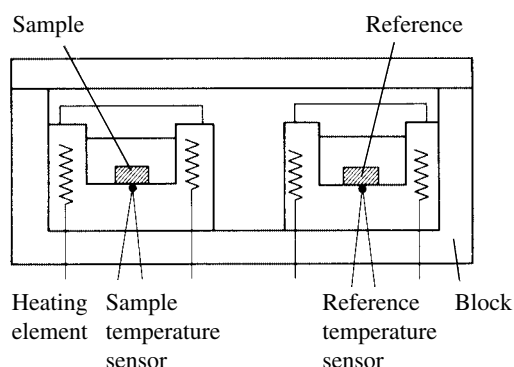 Sample
Reference
Heating
element
Sample
temperature
sensor
Reference
temperature
sensor
Block